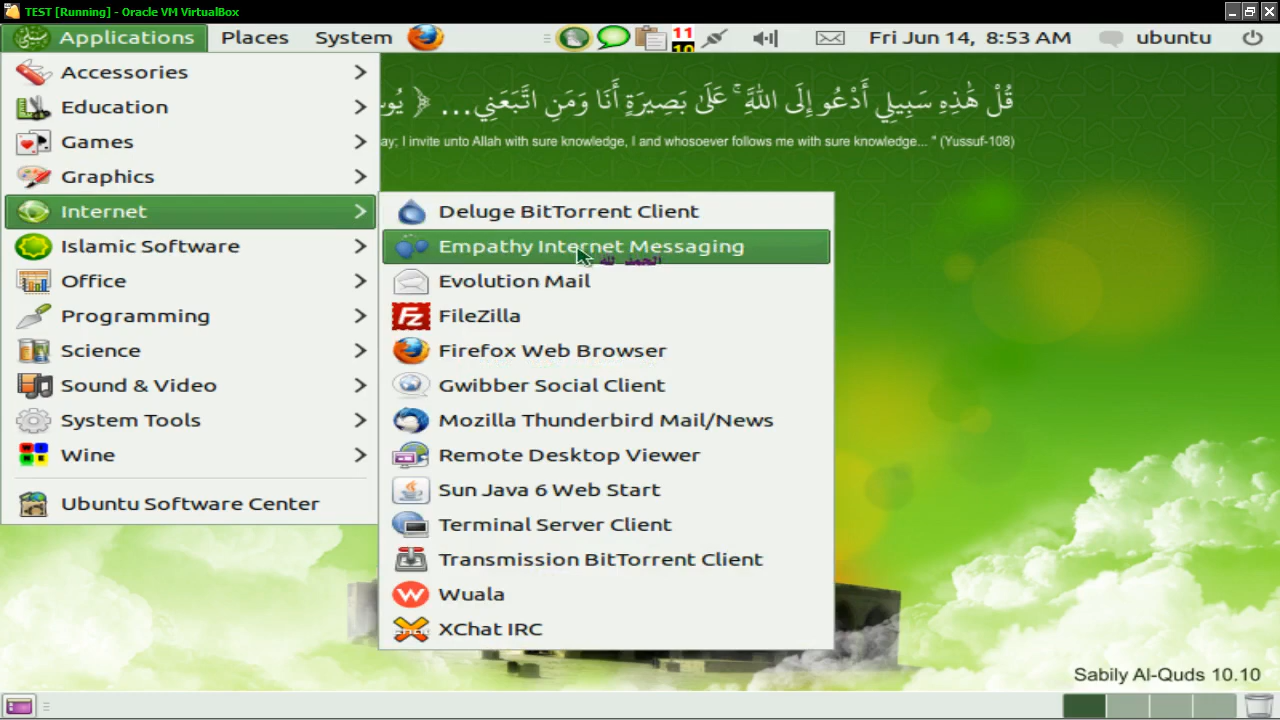 TEST [Running] - Oracle VM VirtualBox
Applications Places System 11 10 Fri Jun 14, 8:53 AM ubuntu
قُلْ هَٰذِهِ سَبِيلِي أَدْعُو إِلَى اللَّهِ ۚ عَلَىٰ بَصِيرَةٍ أَنَا وَمَنِ اتَّبَعَنِي...
ay; I invite unto Allah with sure knowledge, I and whosoever follows me with sure knowledge... " (Yussuf-108)
Accessories
Education
Games
Graphics
Internet
Islamic Software
Office
Programming
Science
Sound & Video
System Tools
Wine
Ubuntu Software Center
Deluge BitTorrent Client
Empathy Internet Messaging
الحمد لله
Evolution Mail
FileZilla
Firefox Web Browser
Gwibber Social Client
Mozilla Thunderbird Mail/News
Remote Desktop Viewer
Sun Java 6 Web Start
Terminal Server Client
Transmission BitTorrent Client
Wuala
XChat IRC
Sabily Al-Quds 10.10